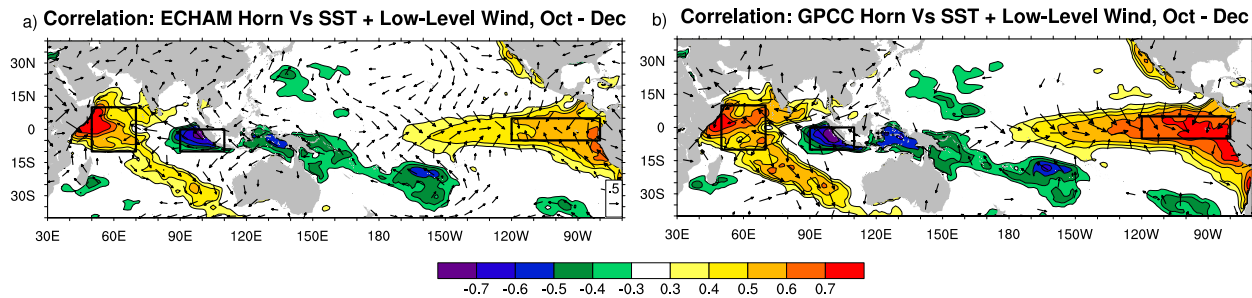 a) Correlation: ECHAM Horn Vs SST + Low-Level Wind, Oct - Dec
30N
15N
0
15S
30S
.5
30E 60E 90E 120E 150E 180 150W 120W 90W
b) Correlation: GPCC Horn Vs SST + Low-Level Wind, Oct - Dec
30N
15N
0
15S
30S
30E 60E 90E 120E 150E 180 150W 120W 90W
-0.7 -0.6 -0.5 -0.4 -0.3 0.3 0.4 0.5 0.6 0.7